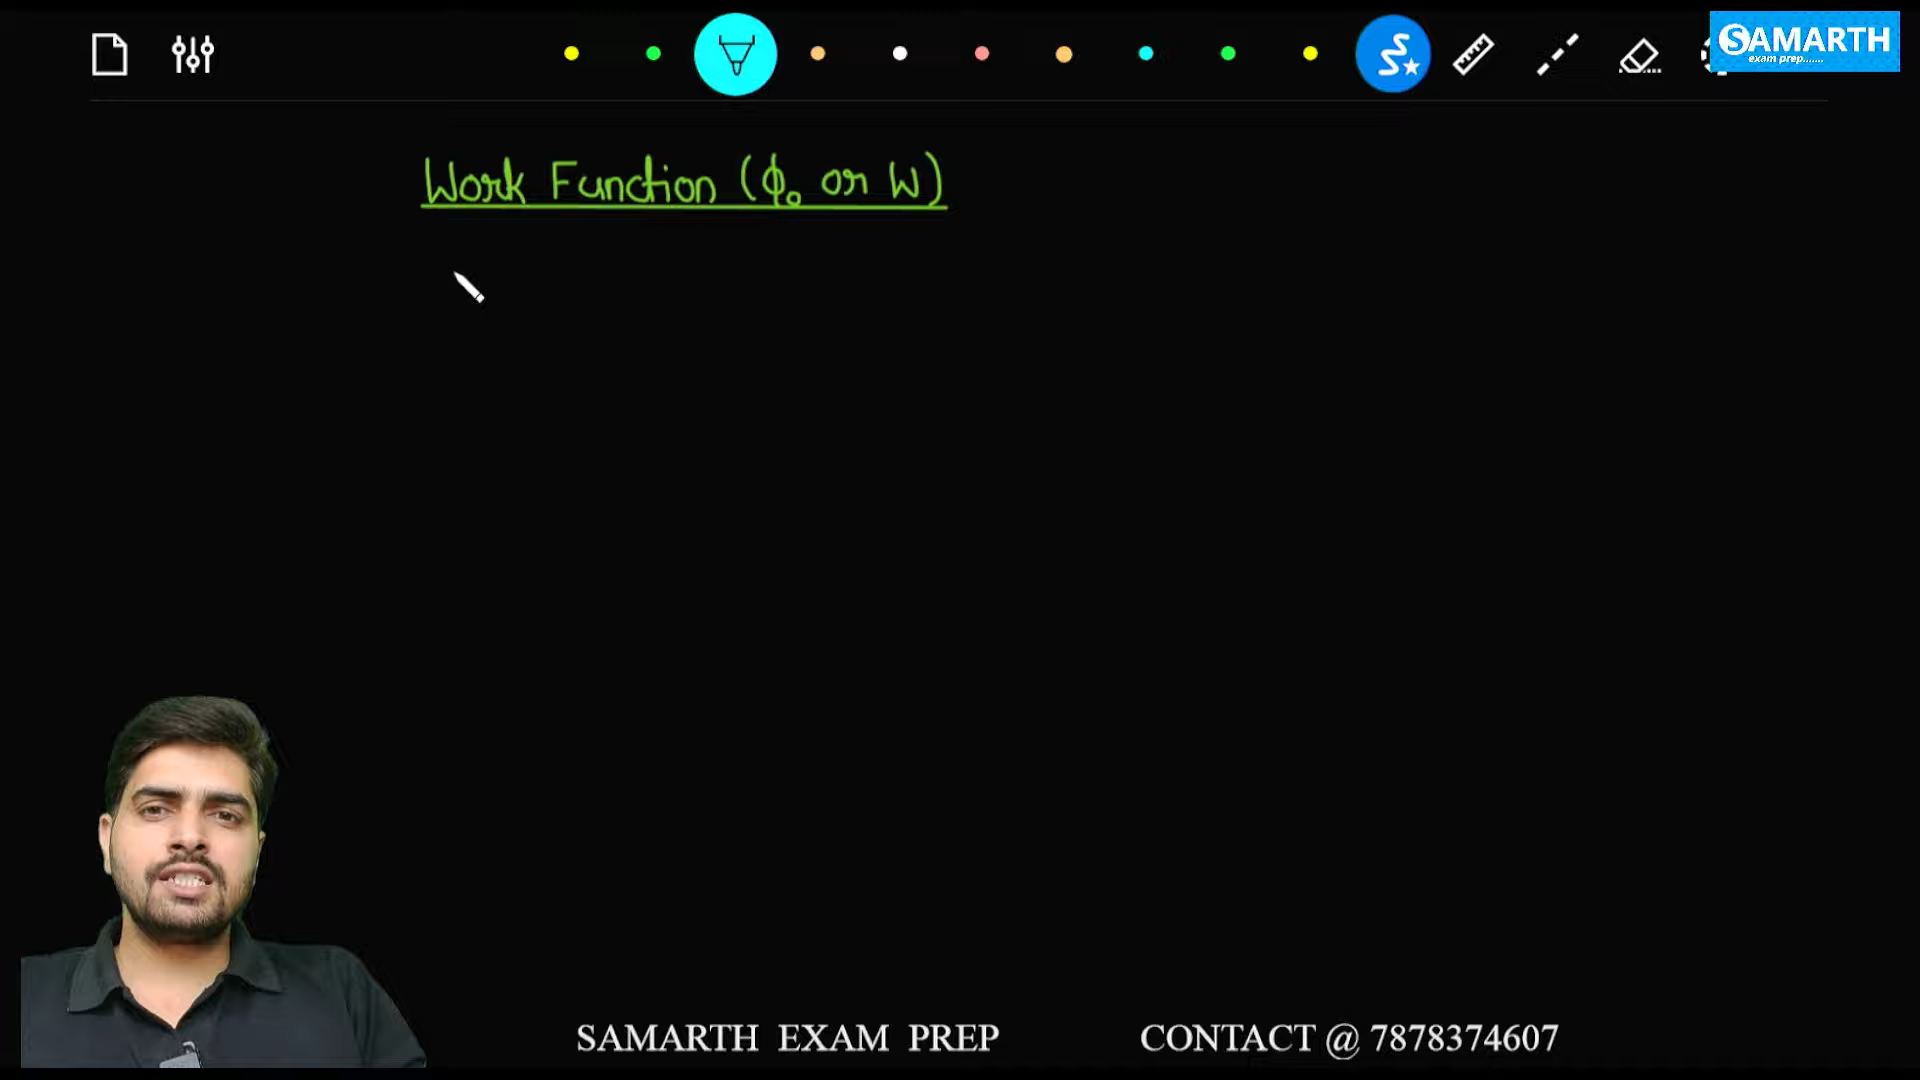 SAMARTH
exam prep.......
Work Function (ϕ₀ or W)
SAMARTH EXAM PREP
CONTACT @ 7878374607